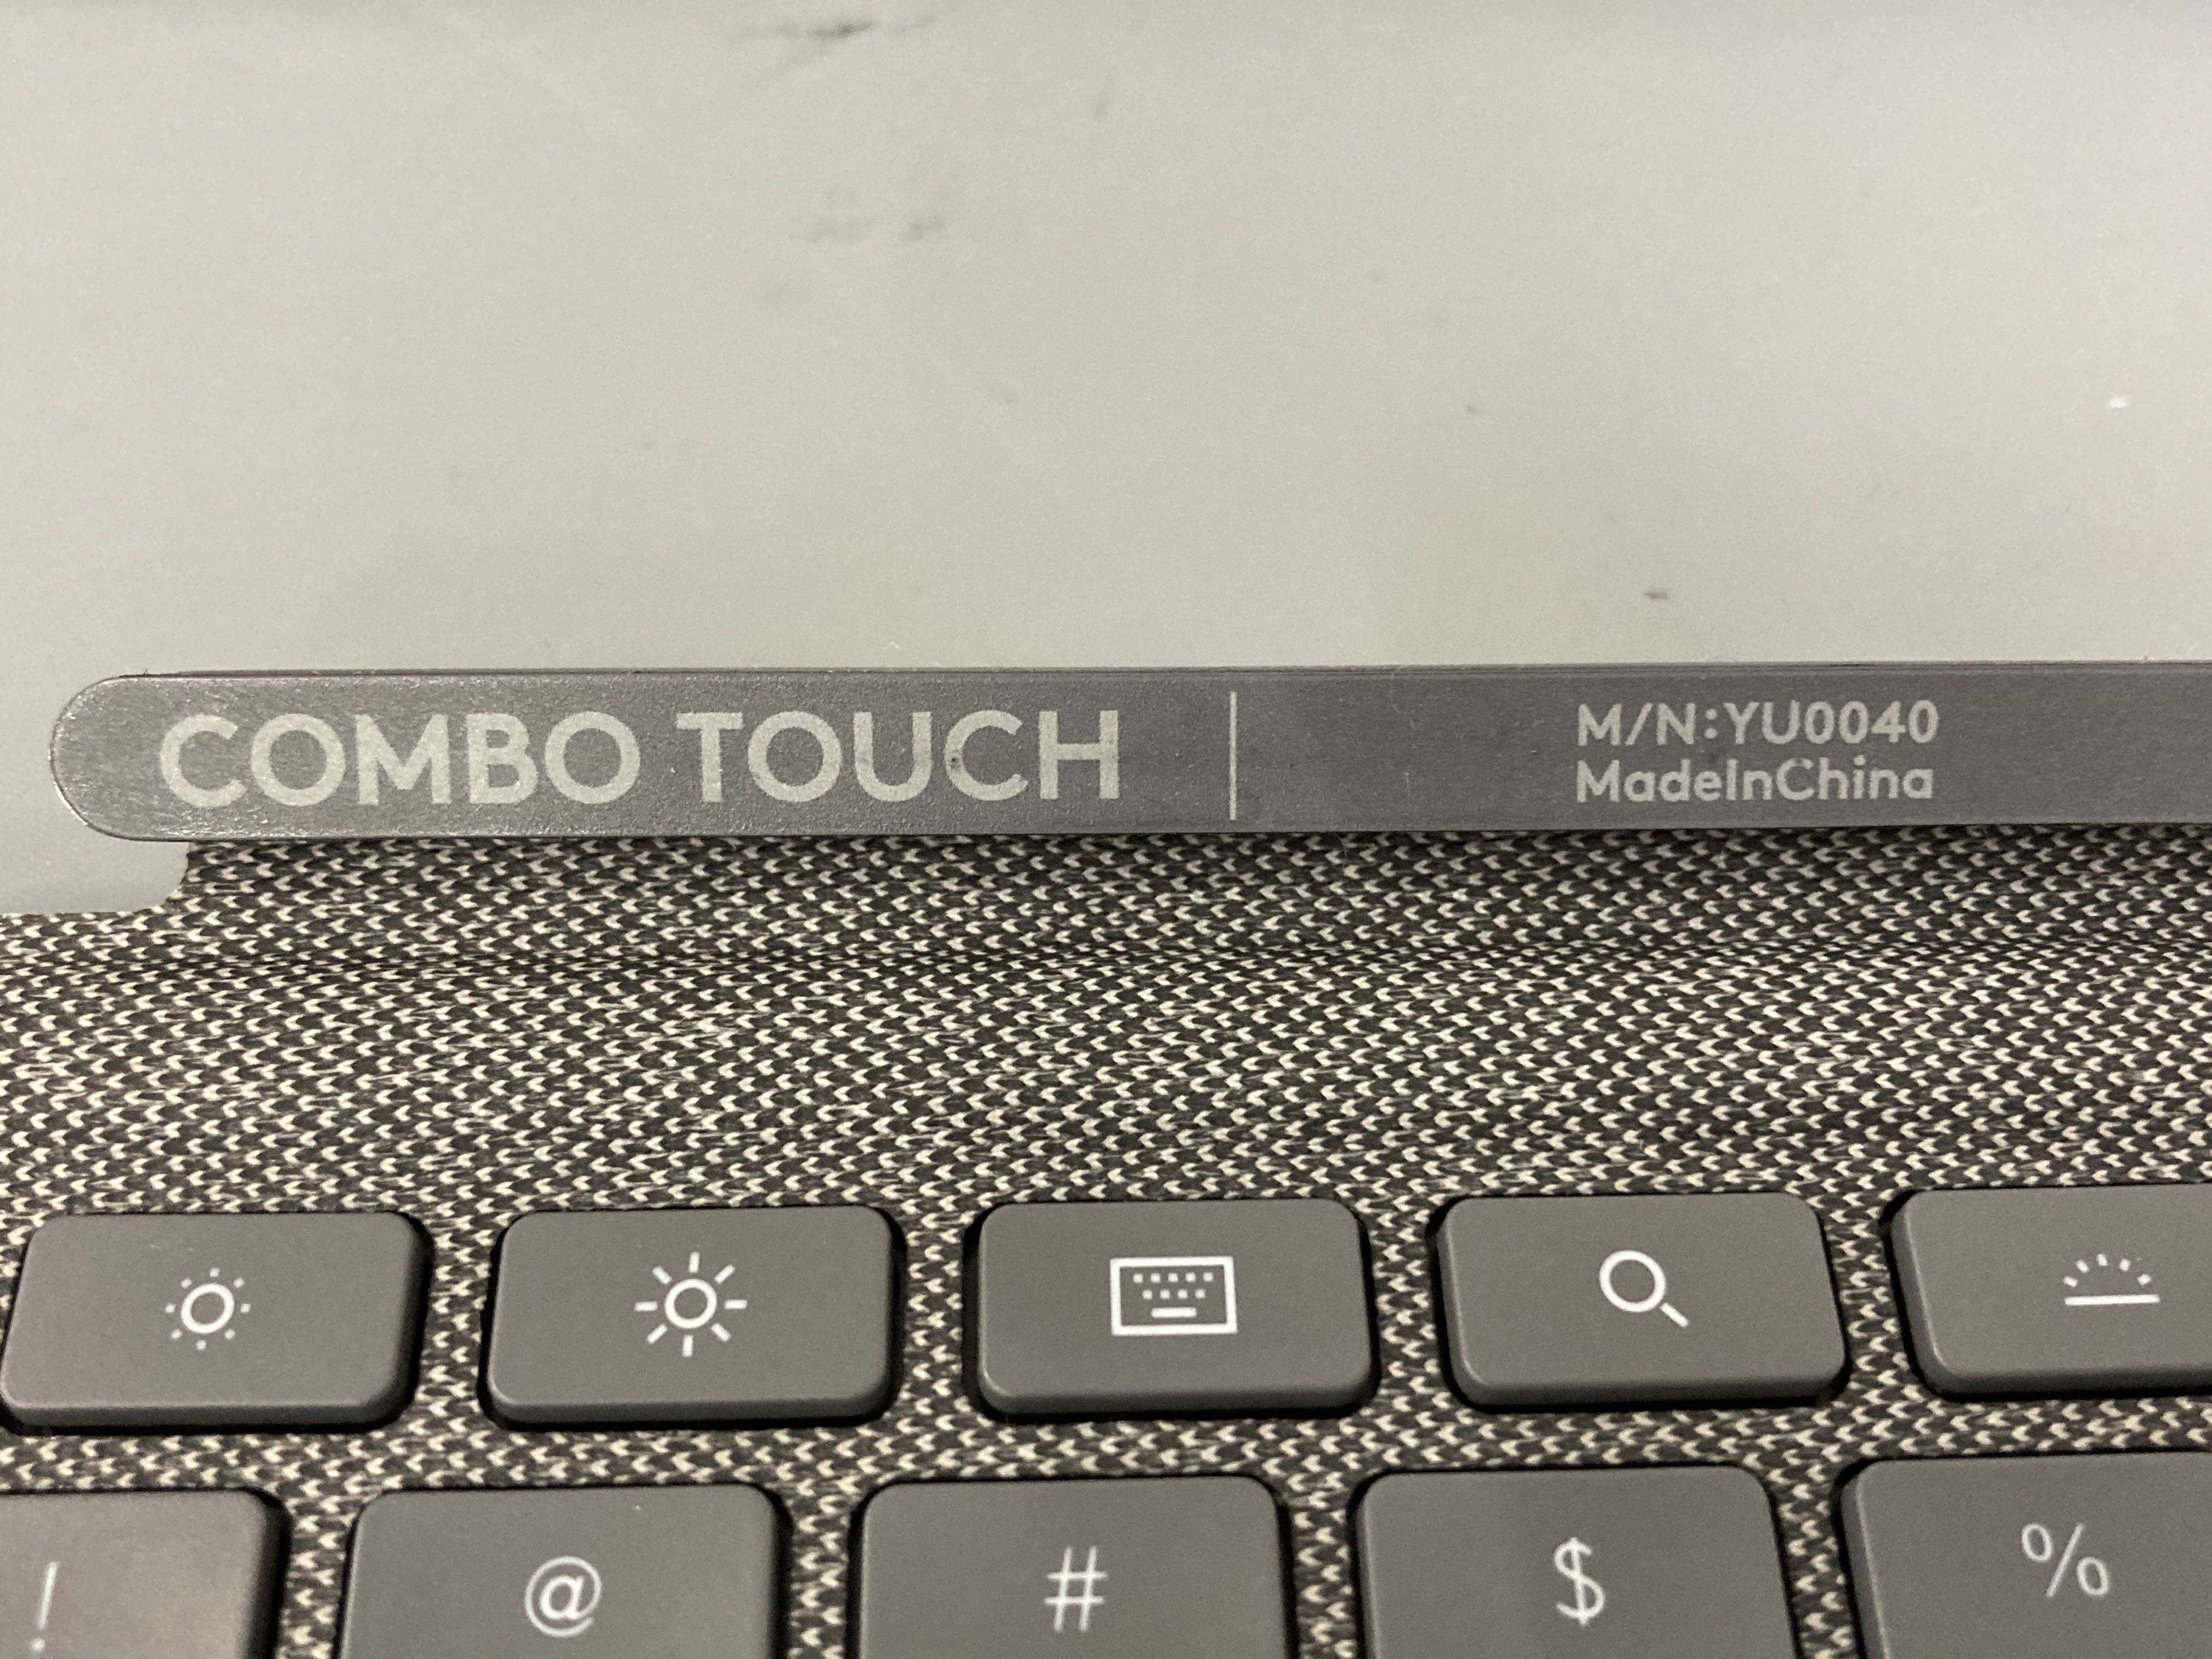 COMBO TOUCH
M/N:YU0040
MadeInChina
! @ # $ %